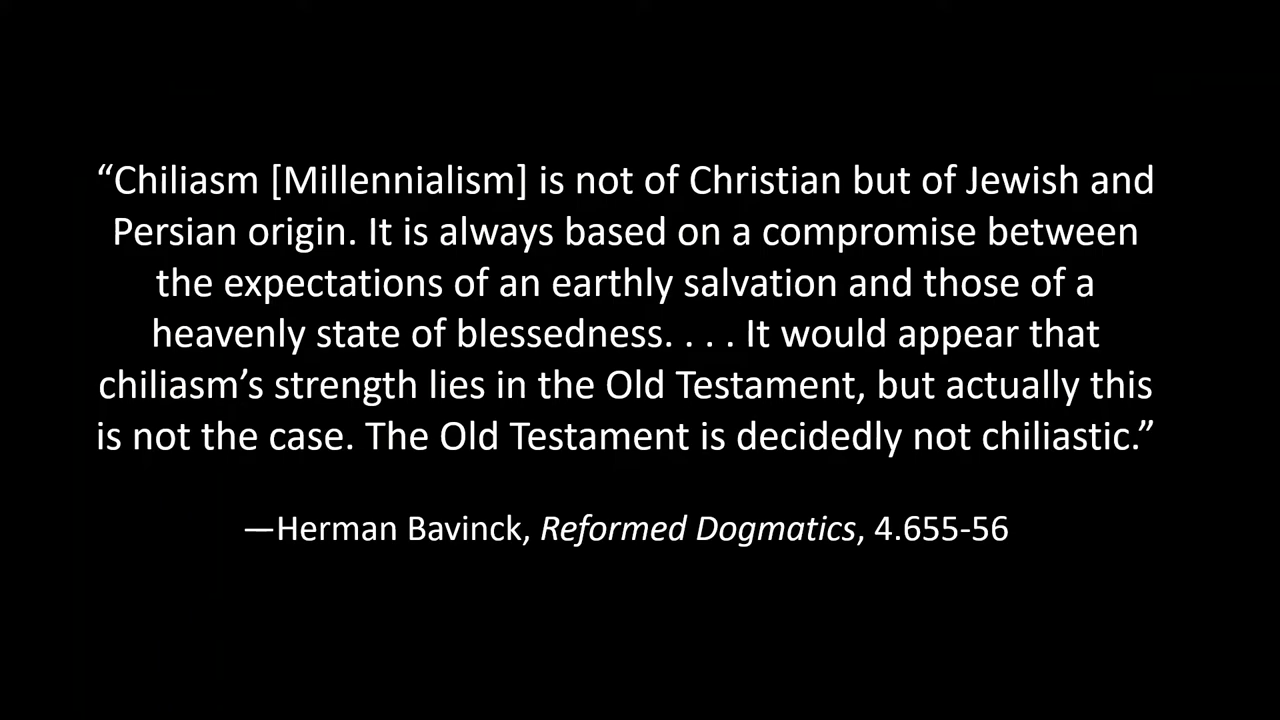 “Chiliasm [Millennialism] is not of Christian but of Jewish and
Persian origin. It is always based on a compromise between
the expectations of an earthly salvation and those of a
heavenly state of blessedness. . . . It would appear that
chiliasm’s strength lies in the Old Testament, but actually this
is not the case. The Old Testament is decidedly not chiliastic.”
—Herman Bavinck, Reformed Dogmatics, 4.655-56